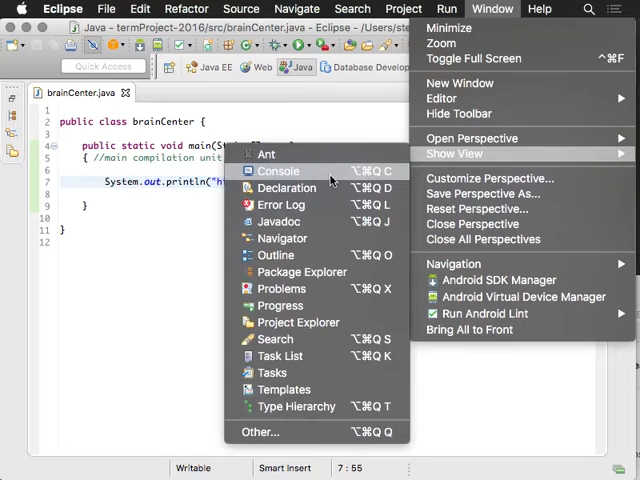 Eclipse File Edit Refactor Source Navigate Search Project Run Window Help
Java - termProject-2016/src/brainCenter.java - Eclipse - /Users/ste
Quick Access
Java EE
Web
Java
Database Develop
brainCenter.java
1
2 public class brainCenter {
3
4 public static void main(St
5 { //main compilation unit
6
7 System.out.println("h
8
9 }
10
11 }
12
Ant
Console ⌥⌘Q C
Declaration ⌥⌘Q D
Error Log ⌥⌘Q L
Javadoc ⌥⌘Q J
Navigator
Outline ⌥⌘Q O
Package Explorer
Problems ⌥⌘Q X
Progress
Project Explorer
Search ⌥⌘Q S
Task List ⌥⌘Q K
Tasks
Templates
Type Hierarchy ⌥⌘Q T
Other... ⌥⌘Q Q
Minimize
Zoom
Toggle Full Screen ^⌘F
New Window
Editor
Hide Toolbar
Open Perspective
Show View
Customize Perspective...
Save Perspective As...
Reset Perspective...
Close Perspective
Close All Perspectives
Navigation
Android SDK Manager
Android Virtual Device Manager
Run Android Lint
Bring All to Front
Writable
Smart Insert
7 : 55